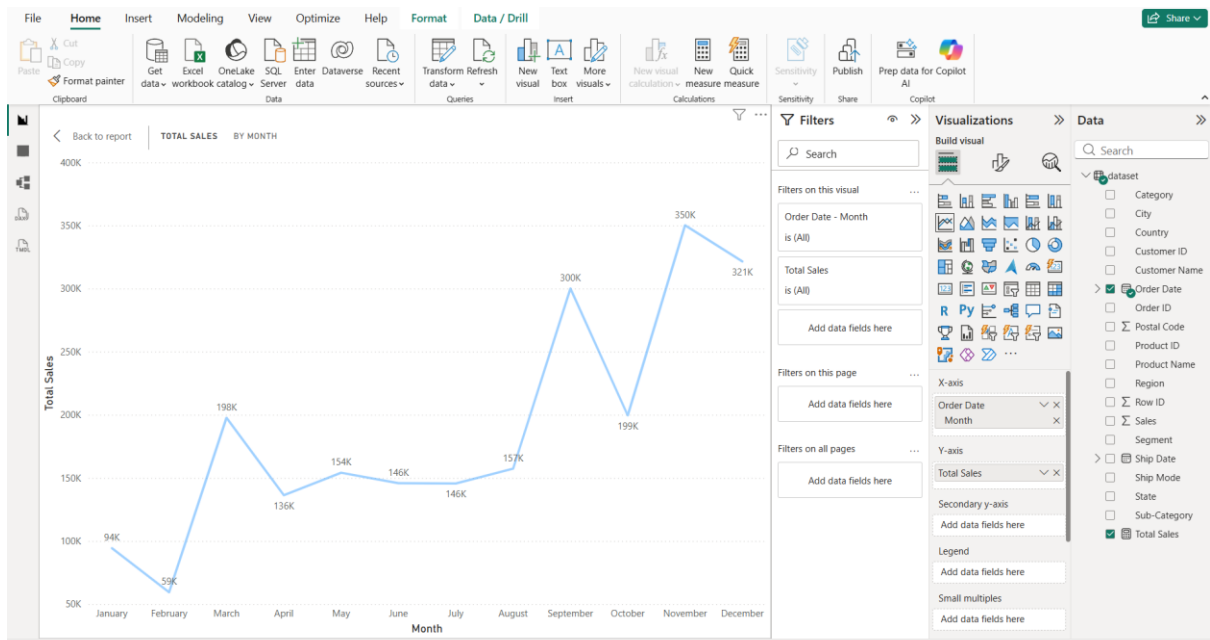 File Home Insert Modeling View Optimize Help Format Data / Drill Share
Paste
Cut
Copy
Format painter
Clipboard
Get data
Excel workbook
OneLake catalog
SQL Server
Enter data
Dataverse
Recent sources
Data
Transform data
Refresh
Queries
New visual
Text box
More visuals
Insert
New visual calculation
New measure
Quick measure
Calculations
Sensitivity
Sensitivity
Publish
Share
Prep data for AI
Copilot
Copilot
Back to report
TOTAL SALES BY MONTH
400K
350K
300K
250K
200K
150K
100K
50K
Total Sales
94K
59K
198K
136K
154K
146K
146K
157K
300K
199K
350K
321K
January February March April May June July August September October November December
Month
Filters
Search
Filters on this visual ...
Order Date - Month
is (All)
Total Sales
is (All)
Add data fields here
Filters on this page ...
Add data fields here
Filters on all pages ...
Add data fields here
Visualizations
Build visual
123
R Py
...
X-axis
Order Date
Month
Y-axis
Total Sales
Secondary y-axis
Add data fields here
Legend
Add data fields here
Small multiples
Add data fields here
Data
Search
dataset
Category
City
Country
Customer ID
Customer Name
Order Date
Order ID
Postal Code
Product ID
Product Name
Region
Row ID
Sales
Segment
Ship Date
Ship Mode
State
Sub-Category
Total Sales